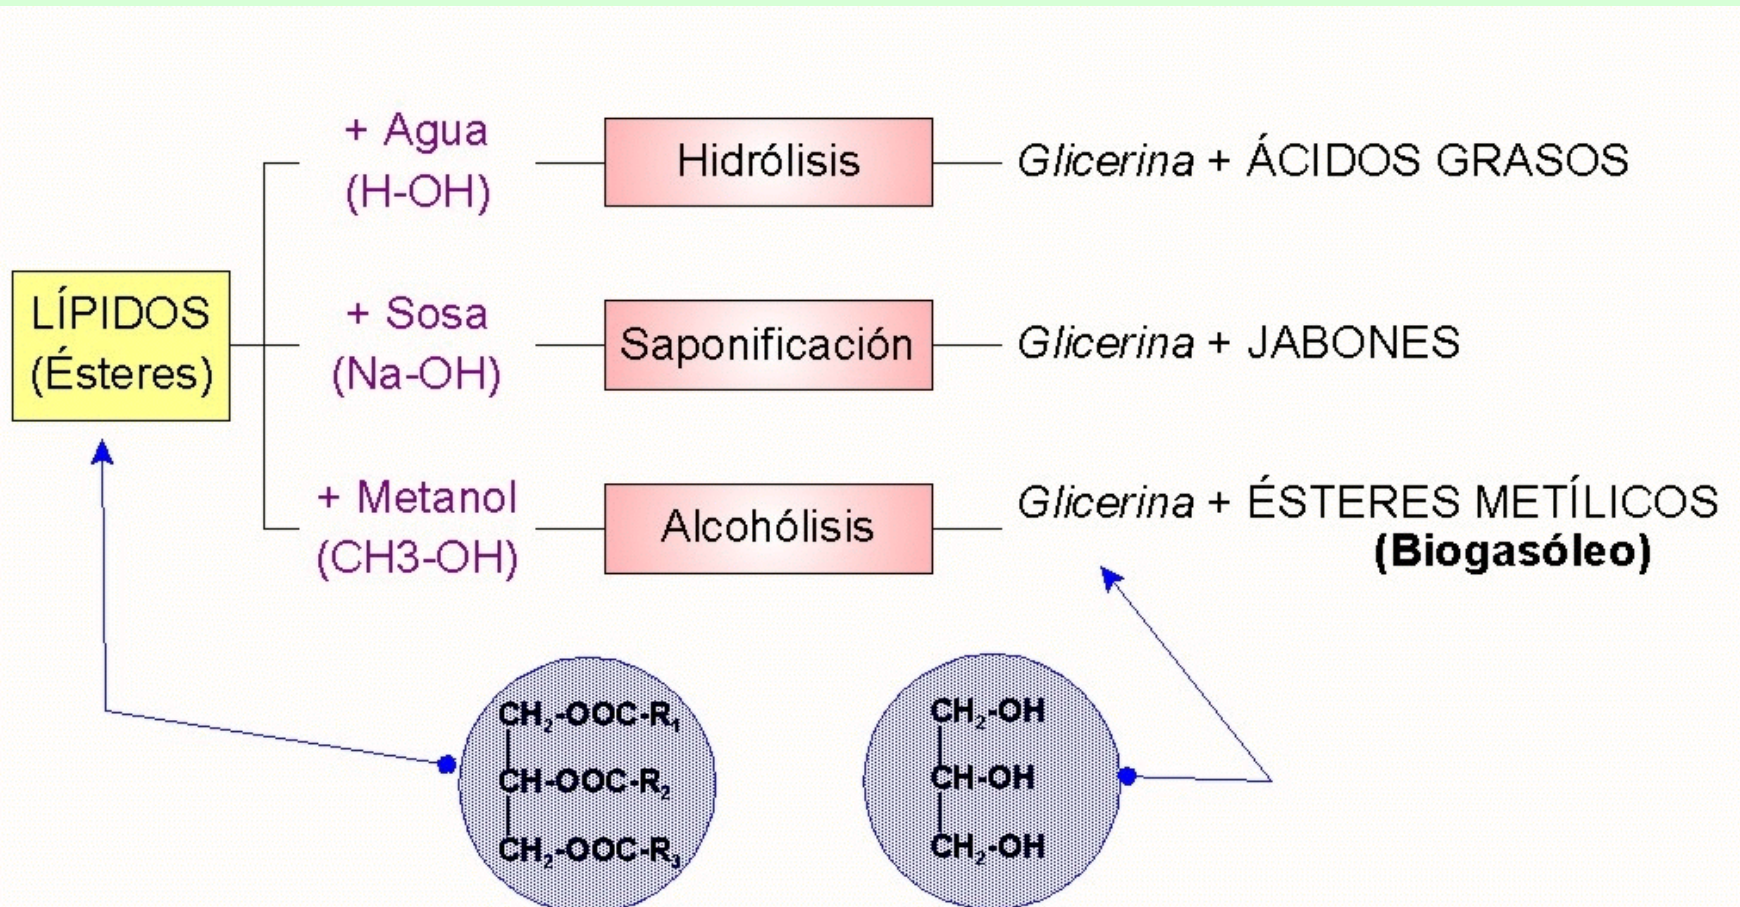 + Agua
(H-OH)
Hidrólisis
Glicerina + ÁCIDOS GRASOS
LÍPIDOS
(Ésteres)
+ Sosa
(Na-OH)
Saponificación
Glicerina + JABONES
+ Metanol
(CH3-OH)
Alcohólisis
Glicerina + ÉSTERES METÍLICOS
(Biogasóleo)
CH₂-OOC-R₁
CH-OOC-R₂
CH₂-OOC-R₃
CH₂-OH
CH-OH
CH₂-OH